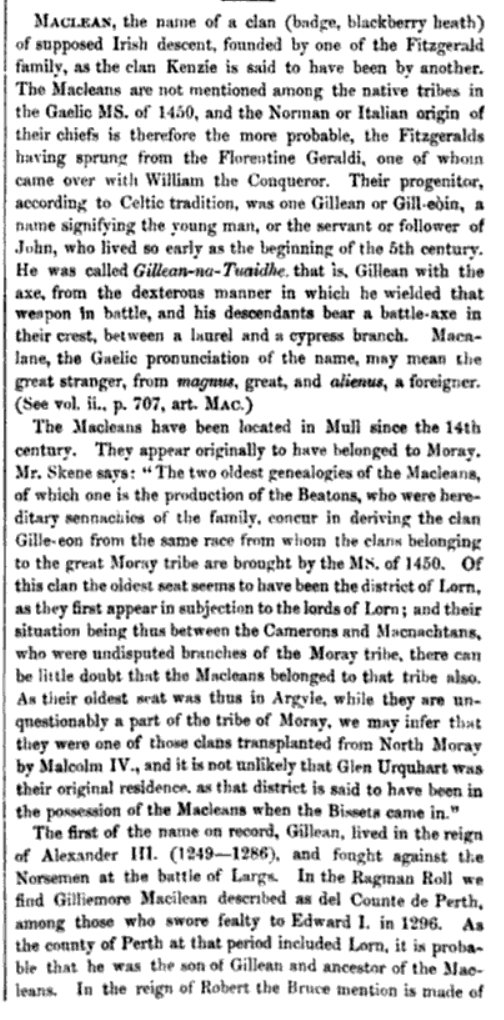 MACLEAN, the name of a clan (badge, blackberry heath)
of supposed Irish descent, founded by one of the Fitzgerald
family, as the clan Kenzie is said to have been by another.
The Macleans are not mentioned among the native tribes in
the Gaelic MS. of 1450, and the Norman or Italian origin of
their chiefs is therefore the more probable, the Fitzgeralds
having sprung from the Florentine Geraldi, one of whom
came over with William the Conqueror. Their progenitor,
according to Celtic tradition, was one Gillean or Gill-eòin, a
name signifying the young man, or the servant or follower of
John, who lived so early as the beginning of the 5th century.
He was called Gillean-na-Tuaidhe, that is, Gillean with the
axe, from the dexterous manner in which he wielded that
weapon in battle, and his descendants bear a battle-axe in
their crest, between a laurel and a cypress branch. Maca-
lane, the Gaelic pronunciation of the name, may mean the
great stranger, from magnus, great, and alienus, a foreigner.
(See vol. ii., p. 707, art. MAC.)
The Macleans have been located in Mull since the 14th
century. They appear originally to have belonged to Moray.
Mr. Skene says: "The two oldest genealogies of the Macleans,
of which one is the production of the Beatons, who were here-
ditary sennachies of the family, concur in deriving the clan
Gille-eon from the same race from whom the clans belonging
to the great Moray tribe are brought by the MS. of 1450. Of
this clan the oldest seat seems to have been the district of Lorn,
as they first appear in subjection to the lords of Lorn; and their
situation being thus between the Camerons and Macnachtans,
who were undisputed branches of the Moray tribe, there can
be little doubt that the Macleans belonged to that tribe also.
As their oldest seat was thus in Argyle, while they are un-
questionably a part of the tribe of Moray, we may infer that
they were one of those clans transplanted from North Moray
by Malcolm IV., and it is not unlikely that Glen Urquhart was
their original residence, as that district is said to have been in
the possession of the Macleans when the Bissets came in."
The first of the name on record, Gillean, lived in the reign
of Alexander III. (1249—1286), and fought against the
Norsemen at the battle of Largs. In the Ragman Roll we
find Gilliemore Macilean described as del Counte de Perth,
among those who swore fealty to Edward I. in 1296. As
the county of Perth at that period included Lorn, it is proba-
ble that he was the son of Gillean and ancestor of the Mac-
leans. In the reign of Robert the Bruce mention is made of